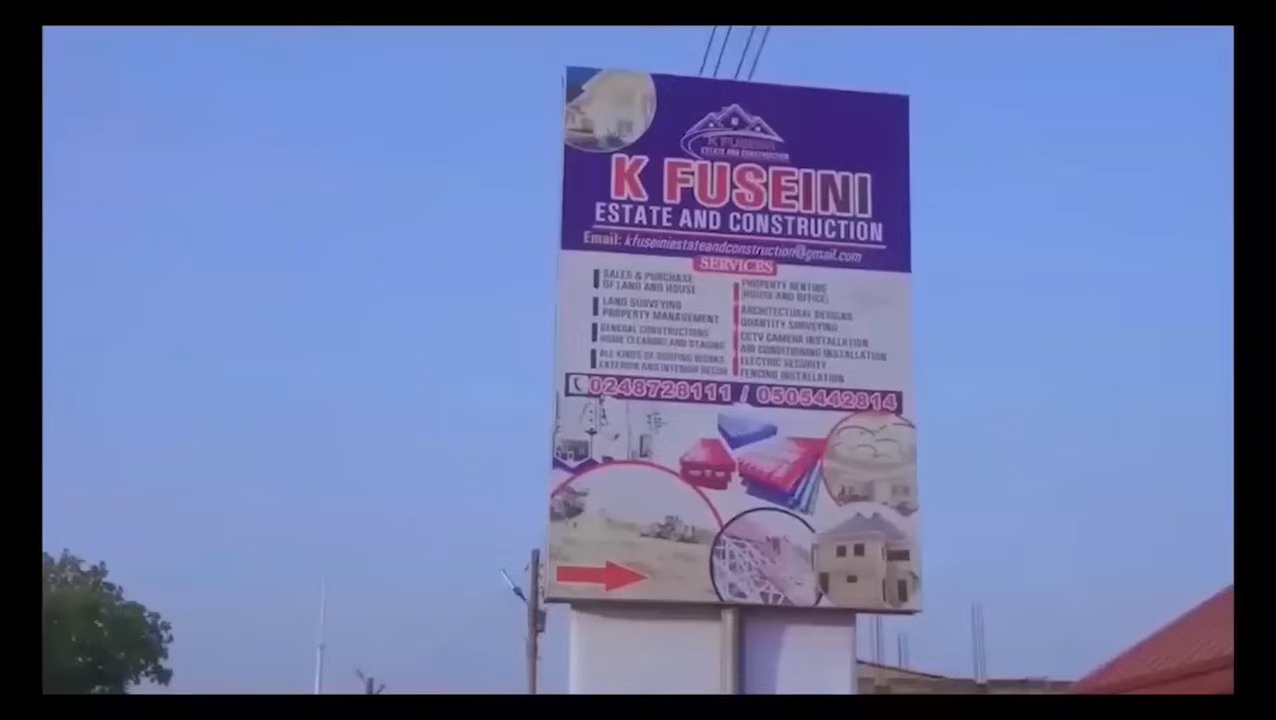 K FUSEINI
ESTATE AND CONSTRUCTION
K FUSEINI
ESTATE AND CONSTRUCTION
Email: kfuseiniestateandconstruction@gmail.com
SERVICES
SALES & PURCHASE
OF LAND AND HOUSE
LAND SURVEYING
PROPERTY MANAGEMENT
GENERAL CONSTRUCTIONS
HOME CLEANING AND STAGING
ALL KINDS OF ROOFING WORKS
EXTERIOR AND INTERIOR DECOR
PROPERTY RENTING
(HOUSE AND OFFICE)
ARCHITECTURAL DESIGNS
QUANTITY SURVEYING
CCTV CAMERA INSTALLATION
AIR CONDITIONING INSTALLATION
ELECTRIC SECURITY
FENCING INSTALLATION
0248728111 / 0505442814